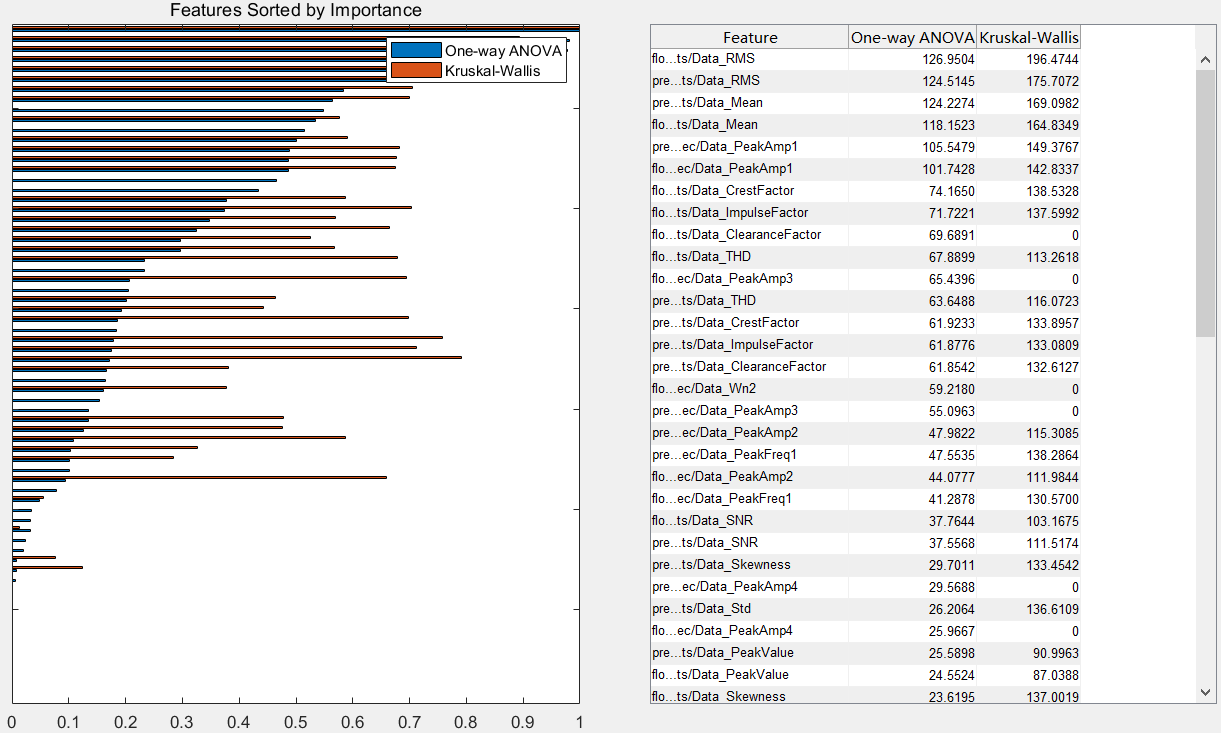 Features Sorted by Importance
One-way ANOVA
Kruskal-Wallis
0 0.1 0.2 0.3 0.4 0.5 0.6 0.7 0.8 0.9 1
Feature One-way ANOVA Kruskal-Wallis
flo...ts/Data_RMS 126.9504 196.4744
pre...ts/Data_RMS 124.5145 175.7072
pre...ts/Data_Mean 124.2274 169.0982
flo...ts/Data_Mean 118.1523 164.8349
pre...ec/Data_PeakAmp1 105.5479 149.3767
flo...ec/Data_PeakAmp1 101.7428 142.8337
flo...ts/Data_CrestFactor 74.1650 138.5328
flo...ts/Data_ImpulseFactor 71.7221 137.5992
flo...ts/Data_ClearanceFactor 69.6891 0
flo...ts/Data_THD 67.8899 113.2618
flo...ec/Data_PeakAmp3 65.4396 0
pre...ts/Data_THD 63.6488 116.0723
pre...ts/Data_CrestFactor 61.9233 133.8957
pre...ts/Data_ImpulseFactor 61.8776 133.0809
pre...ts/Data_ClearanceFactor 61.8542 132.6127
flo...ec/Data_Wn2 59.2180 0
pre...ec/Data_PeakAmp3 55.0963 0
pre...ec/Data_PeakAmp2 47.9822 115.3085
pre...ec/Data_PeakFreq1 47.5535 138.2864
flo...ec/Data_PeakAmp2 44.0777 111.9844
flo...ec/Data_PeakFreq1 41.2878 130.5700
flo...ts/Data_SNR 37.7644 103.1675
pre...ts/Data_SNR 37.5568 111.5174
pre...ts/Data_Skewness 29.7011 133.4542
pre...ec/Data_PeakAmp4 29.5688 0
pre...ts/Data_Std 26.2064 136.6109
flo...ec/Data_PeakAmp4 25.9667 0
pre...ts/Data_PeakValue 25.5898 90.9963
flo...ts/Data_PeakValue 24.5524 87.0388
flo...ts/Data_Skewness 23.6195 137.0019